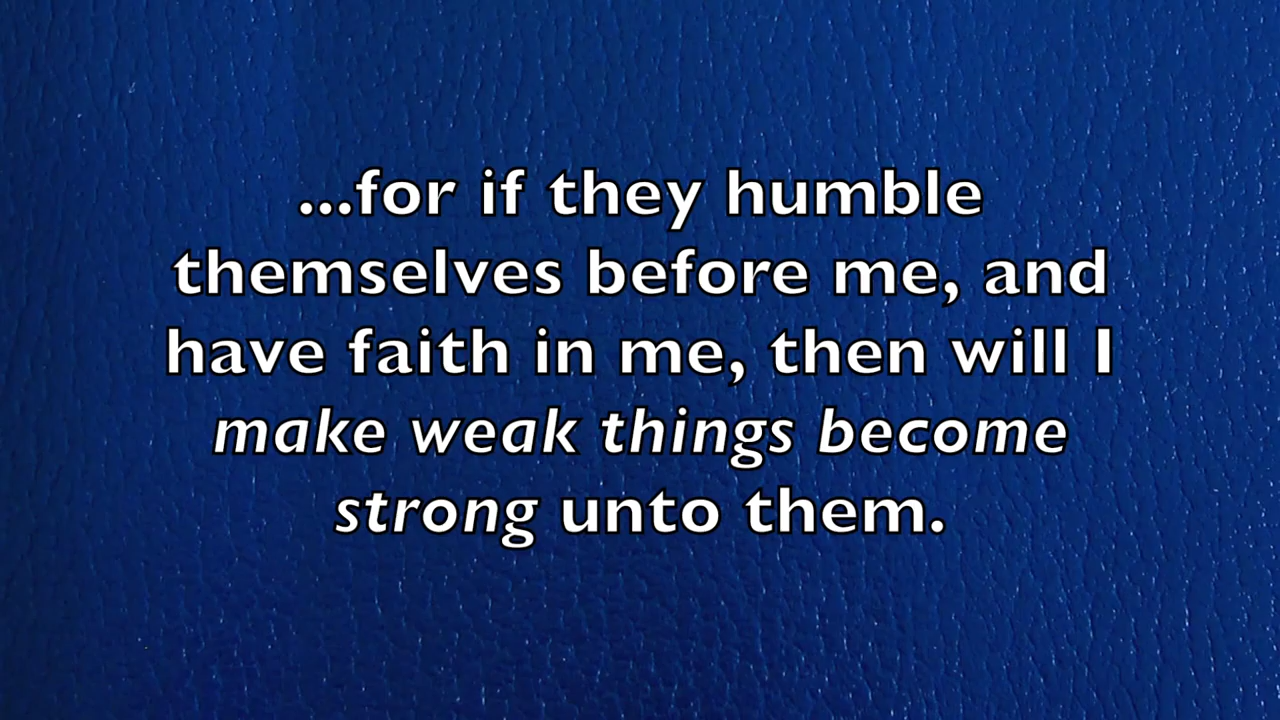 ...for if they humble
themselves before me, and
have faith in me, then will I
make weak things become
strong unto them.